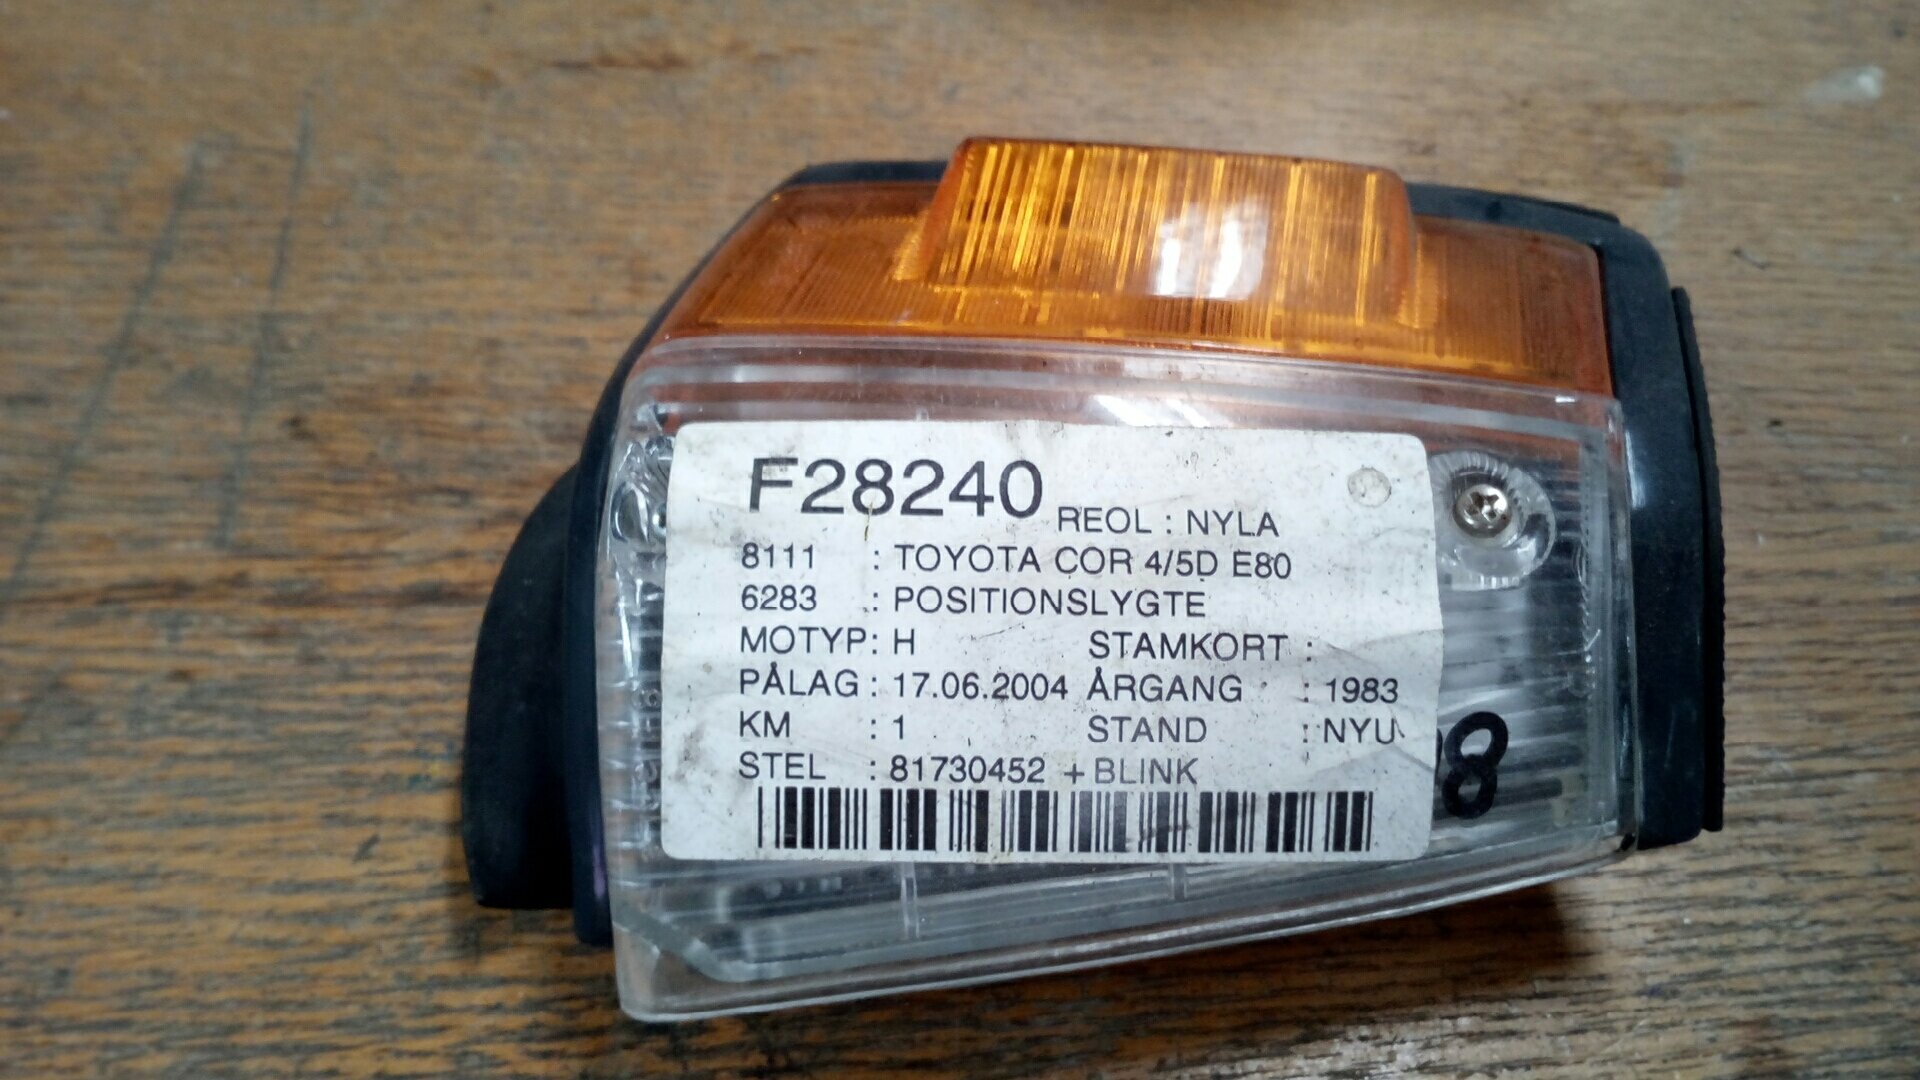 F28240 REOL : NYLA
8111 : TOYOTA COR 4/5D E80
6283 : POSITIONSLYGTE
MOTYP: H STAMKORT :
PÅLAG : 17.06.2004 ÅRGANG : 1983
KM : 1 STAND : NYU
STEL : 81730452 + BLINK